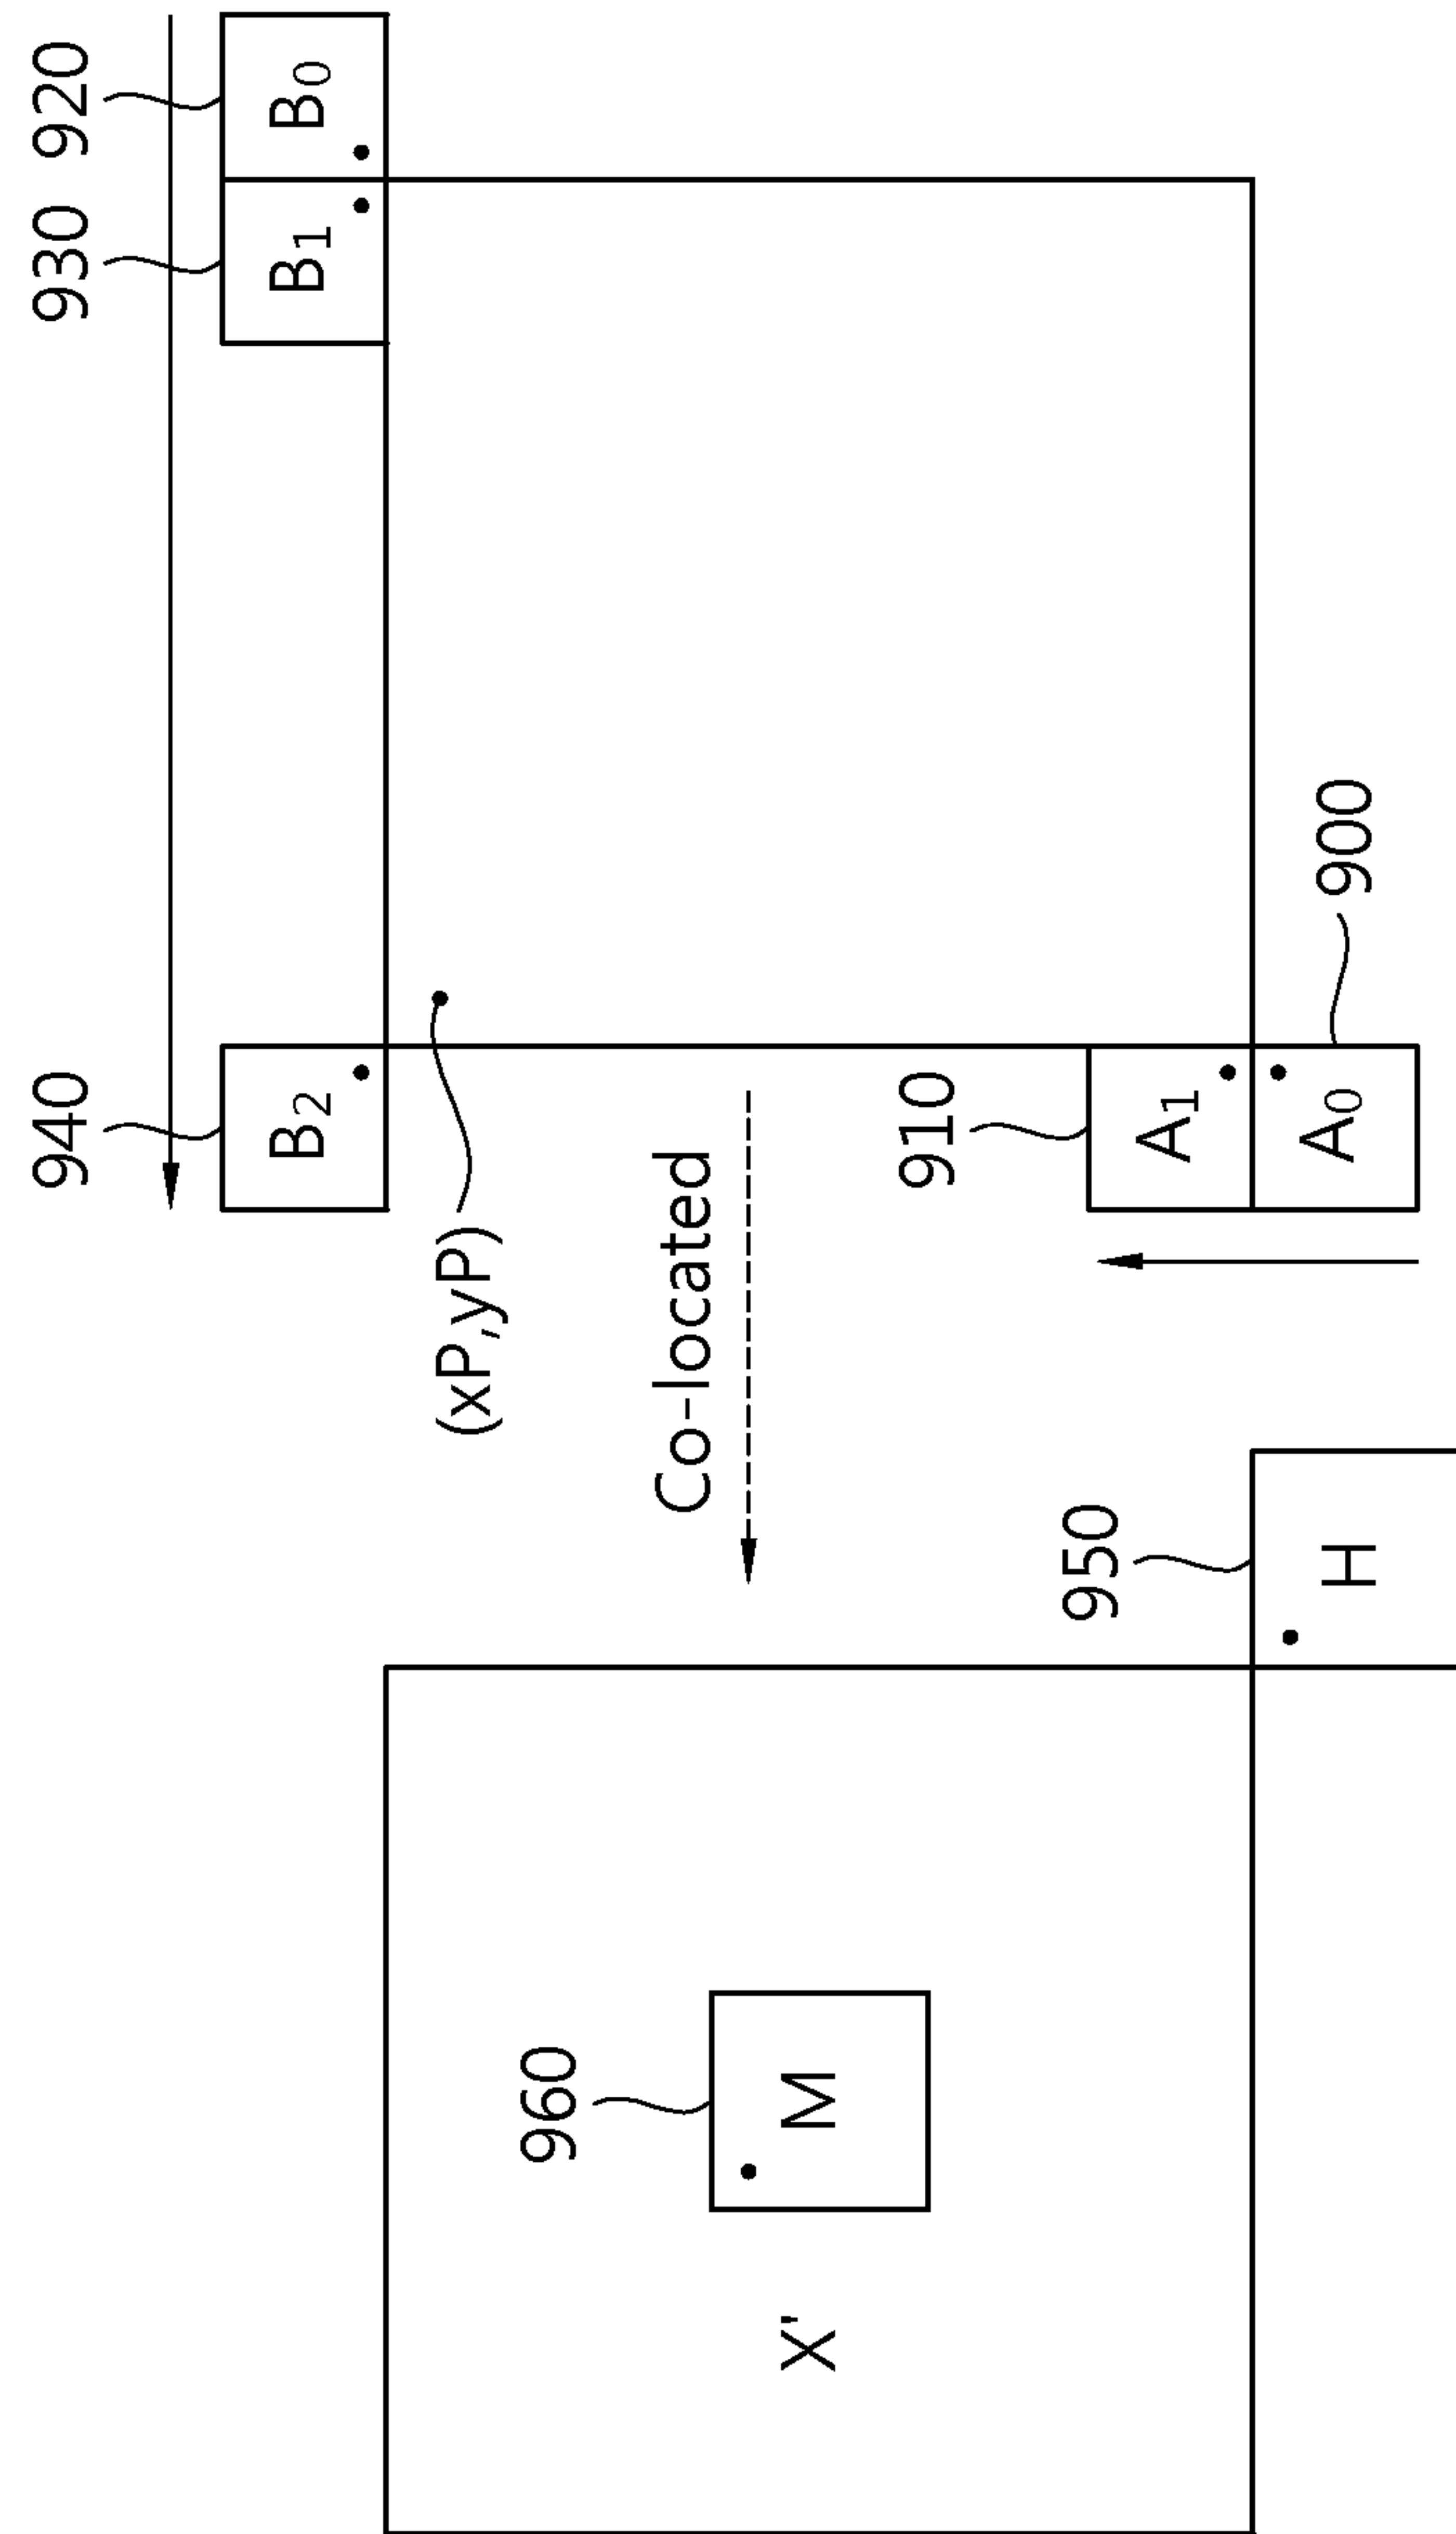 940
930
920
B₂
B₁
B₀
(xP,yP)
960
Co-located
X'
M
910
950
A₁
H
A₀
900